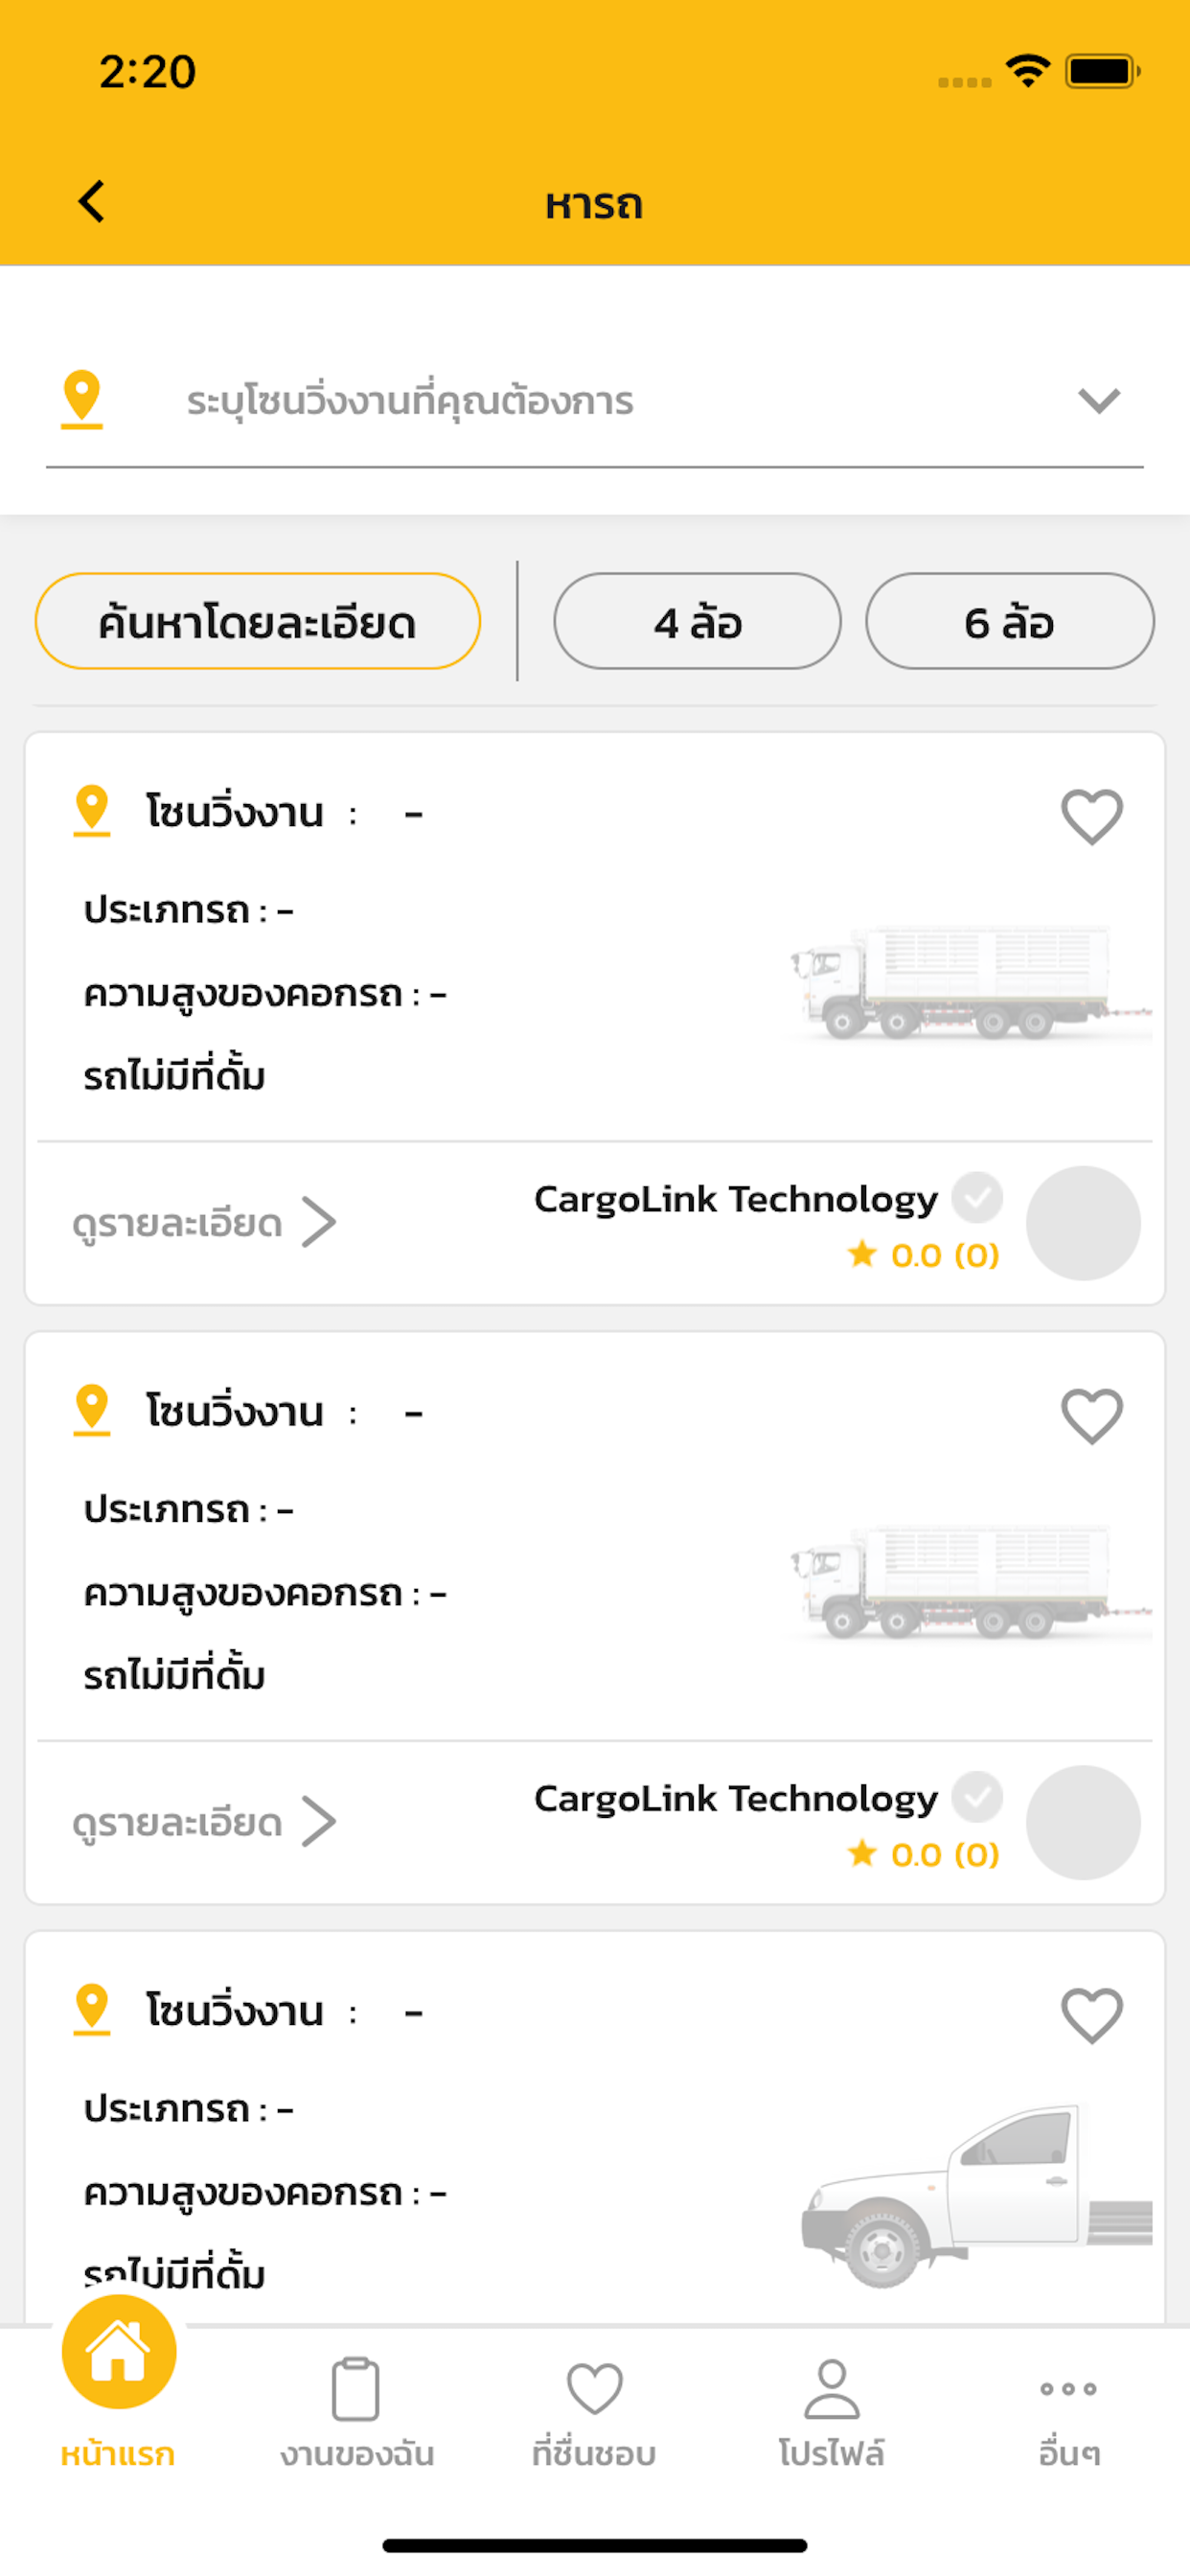 2:20
หารถ
ระบุโซนวิ่งงานที่คุณต้องการ
ค้นหาโดยละเอียด
4 ล้อ
6 ล้อ
โซนวิ่งงาน : -
ประเภทรถ : -
ความสูงของคอกรถ : -
รถไม่มีที่ดั้ม
ดูรายละเอียด
CargoLink Technology
0.0 (0)
โซนวิ่งงาน : -
ประเภทรถ : -
ความสูงของคอกรถ : -
รถไม่มีที่ดั้ม
ดูรายละเอียด
CargoLink Technology
0.0 (0)
โซนวิ่งงาน : -
ประเภทรถ : -
ความสูงของคอกรถ : -
รถไม่มีที่ดั้ม
หน้าแรก
งานของฉัน
ที่ชื่นชอบ
โปรไฟล์
อื่นๆ